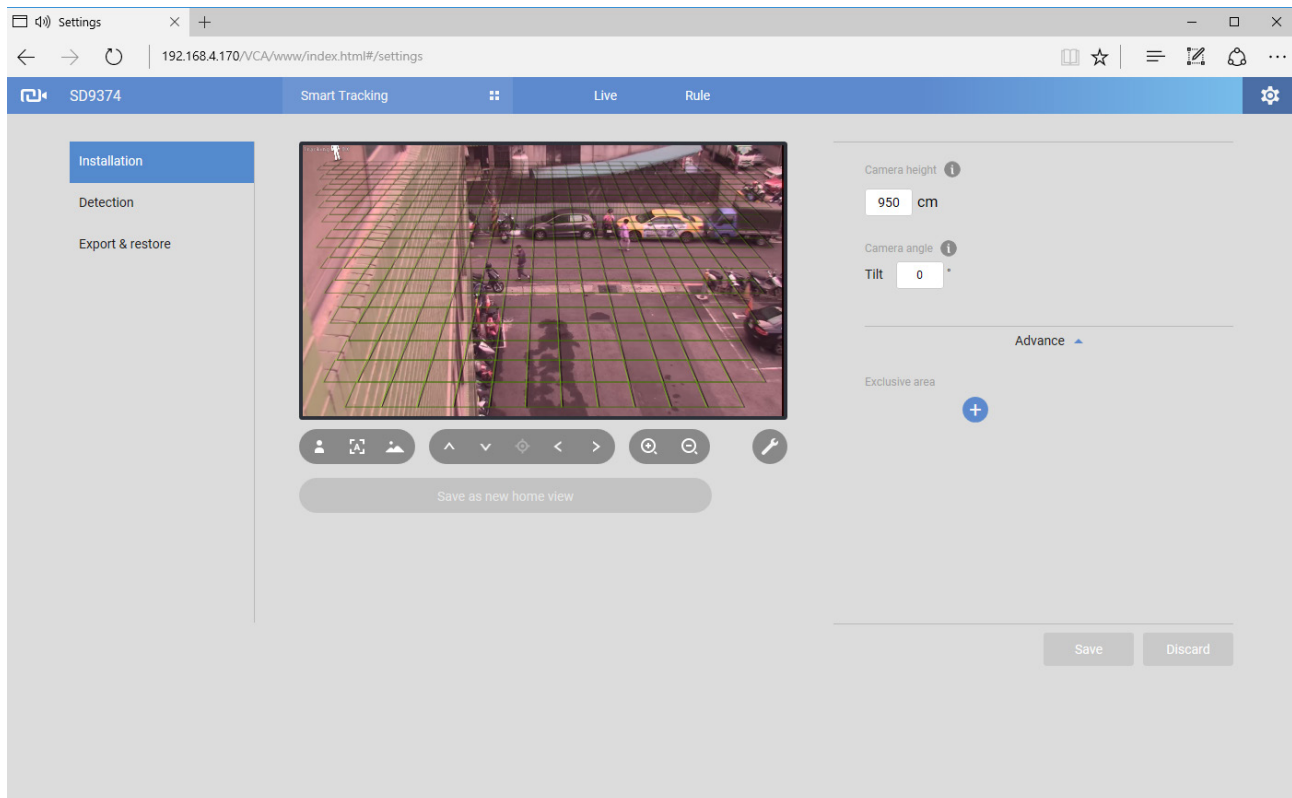 Settings
192.168.4.170/VCA/www/index.html#/settings
SD9374
Smart Tracking
Live
Rule
Installation
Detection
Export & restore
Camera height
950 cm
Camera angle
Tilt 0 °
Advance
Exclusive area
A
Save as new home view
Save
Discard